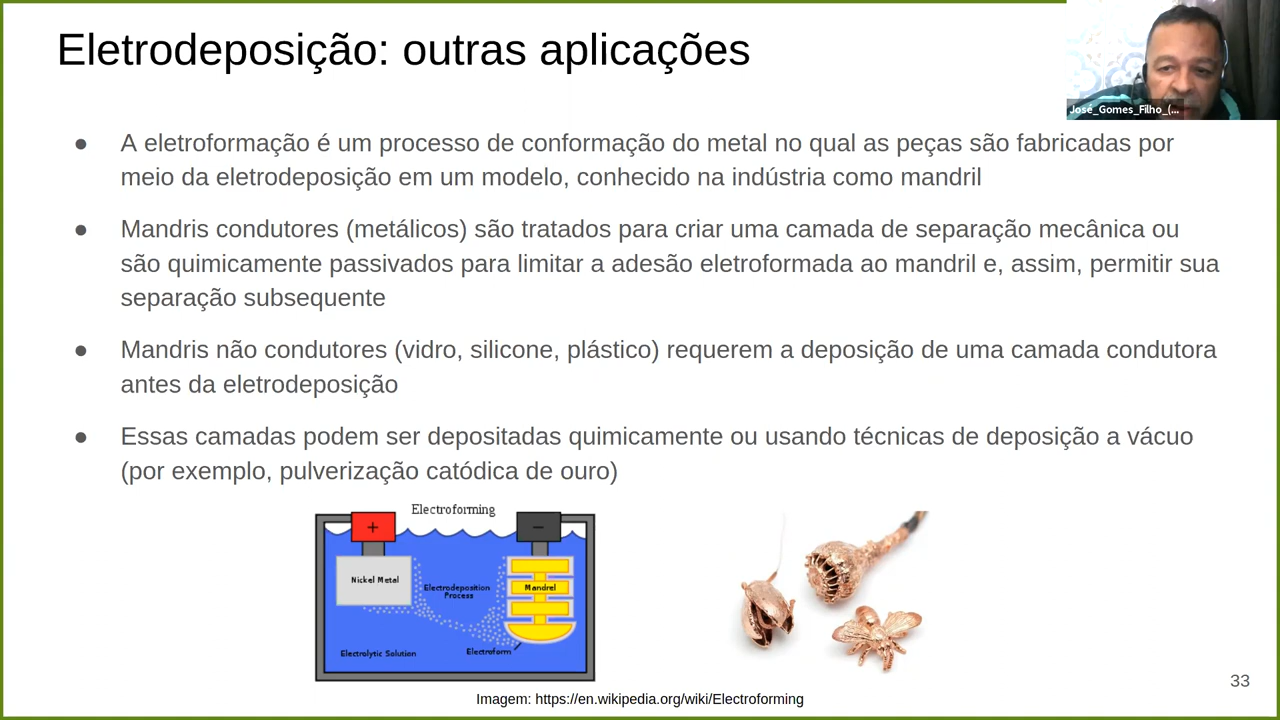 Eletrodeposição: outras aplicações
José_Gomes_Filho_(...
● A eletroformação é um processo de conformação do metal no qual as peças são fabricadas por
meio da eletrodeposição em um modelo, conhecido na indústria como mandril
● Mandris condutores (metálicos) são tratados para criar uma camada de separação mecânica ou
são quimicamente passivados para limitar a adesão eletroformada ao mandril e, assim, permitir sua
separação subsequente
● Mandris não condutores (vidro, silicone, plástico) requerem a deposição de uma camada condutora
antes da eletrodeposição
● Essas camadas podem ser depositadas quimicamente ou usando técnicas de deposição a vácuo
(por exemplo, pulverização catódica de ouro)
Electroforming
+
−
Nickel Metal
Electrodeposition
Process
Mandrel
Electrolytic Solution
Electroform
Imagem: https://en.wikipedia.org/wiki/Electroforming
33